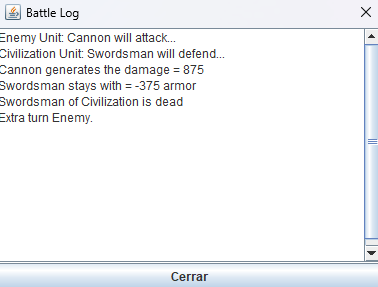 Battle Log
Enemy Unit: Cannon will attack...
Civilization Unit: Swordsman will defend...
Cannon generates the damage = 875
Swordsman stays with = -375 armor
Swordsman of Civilization is dead
Extra turn Enemy.
Cerrar